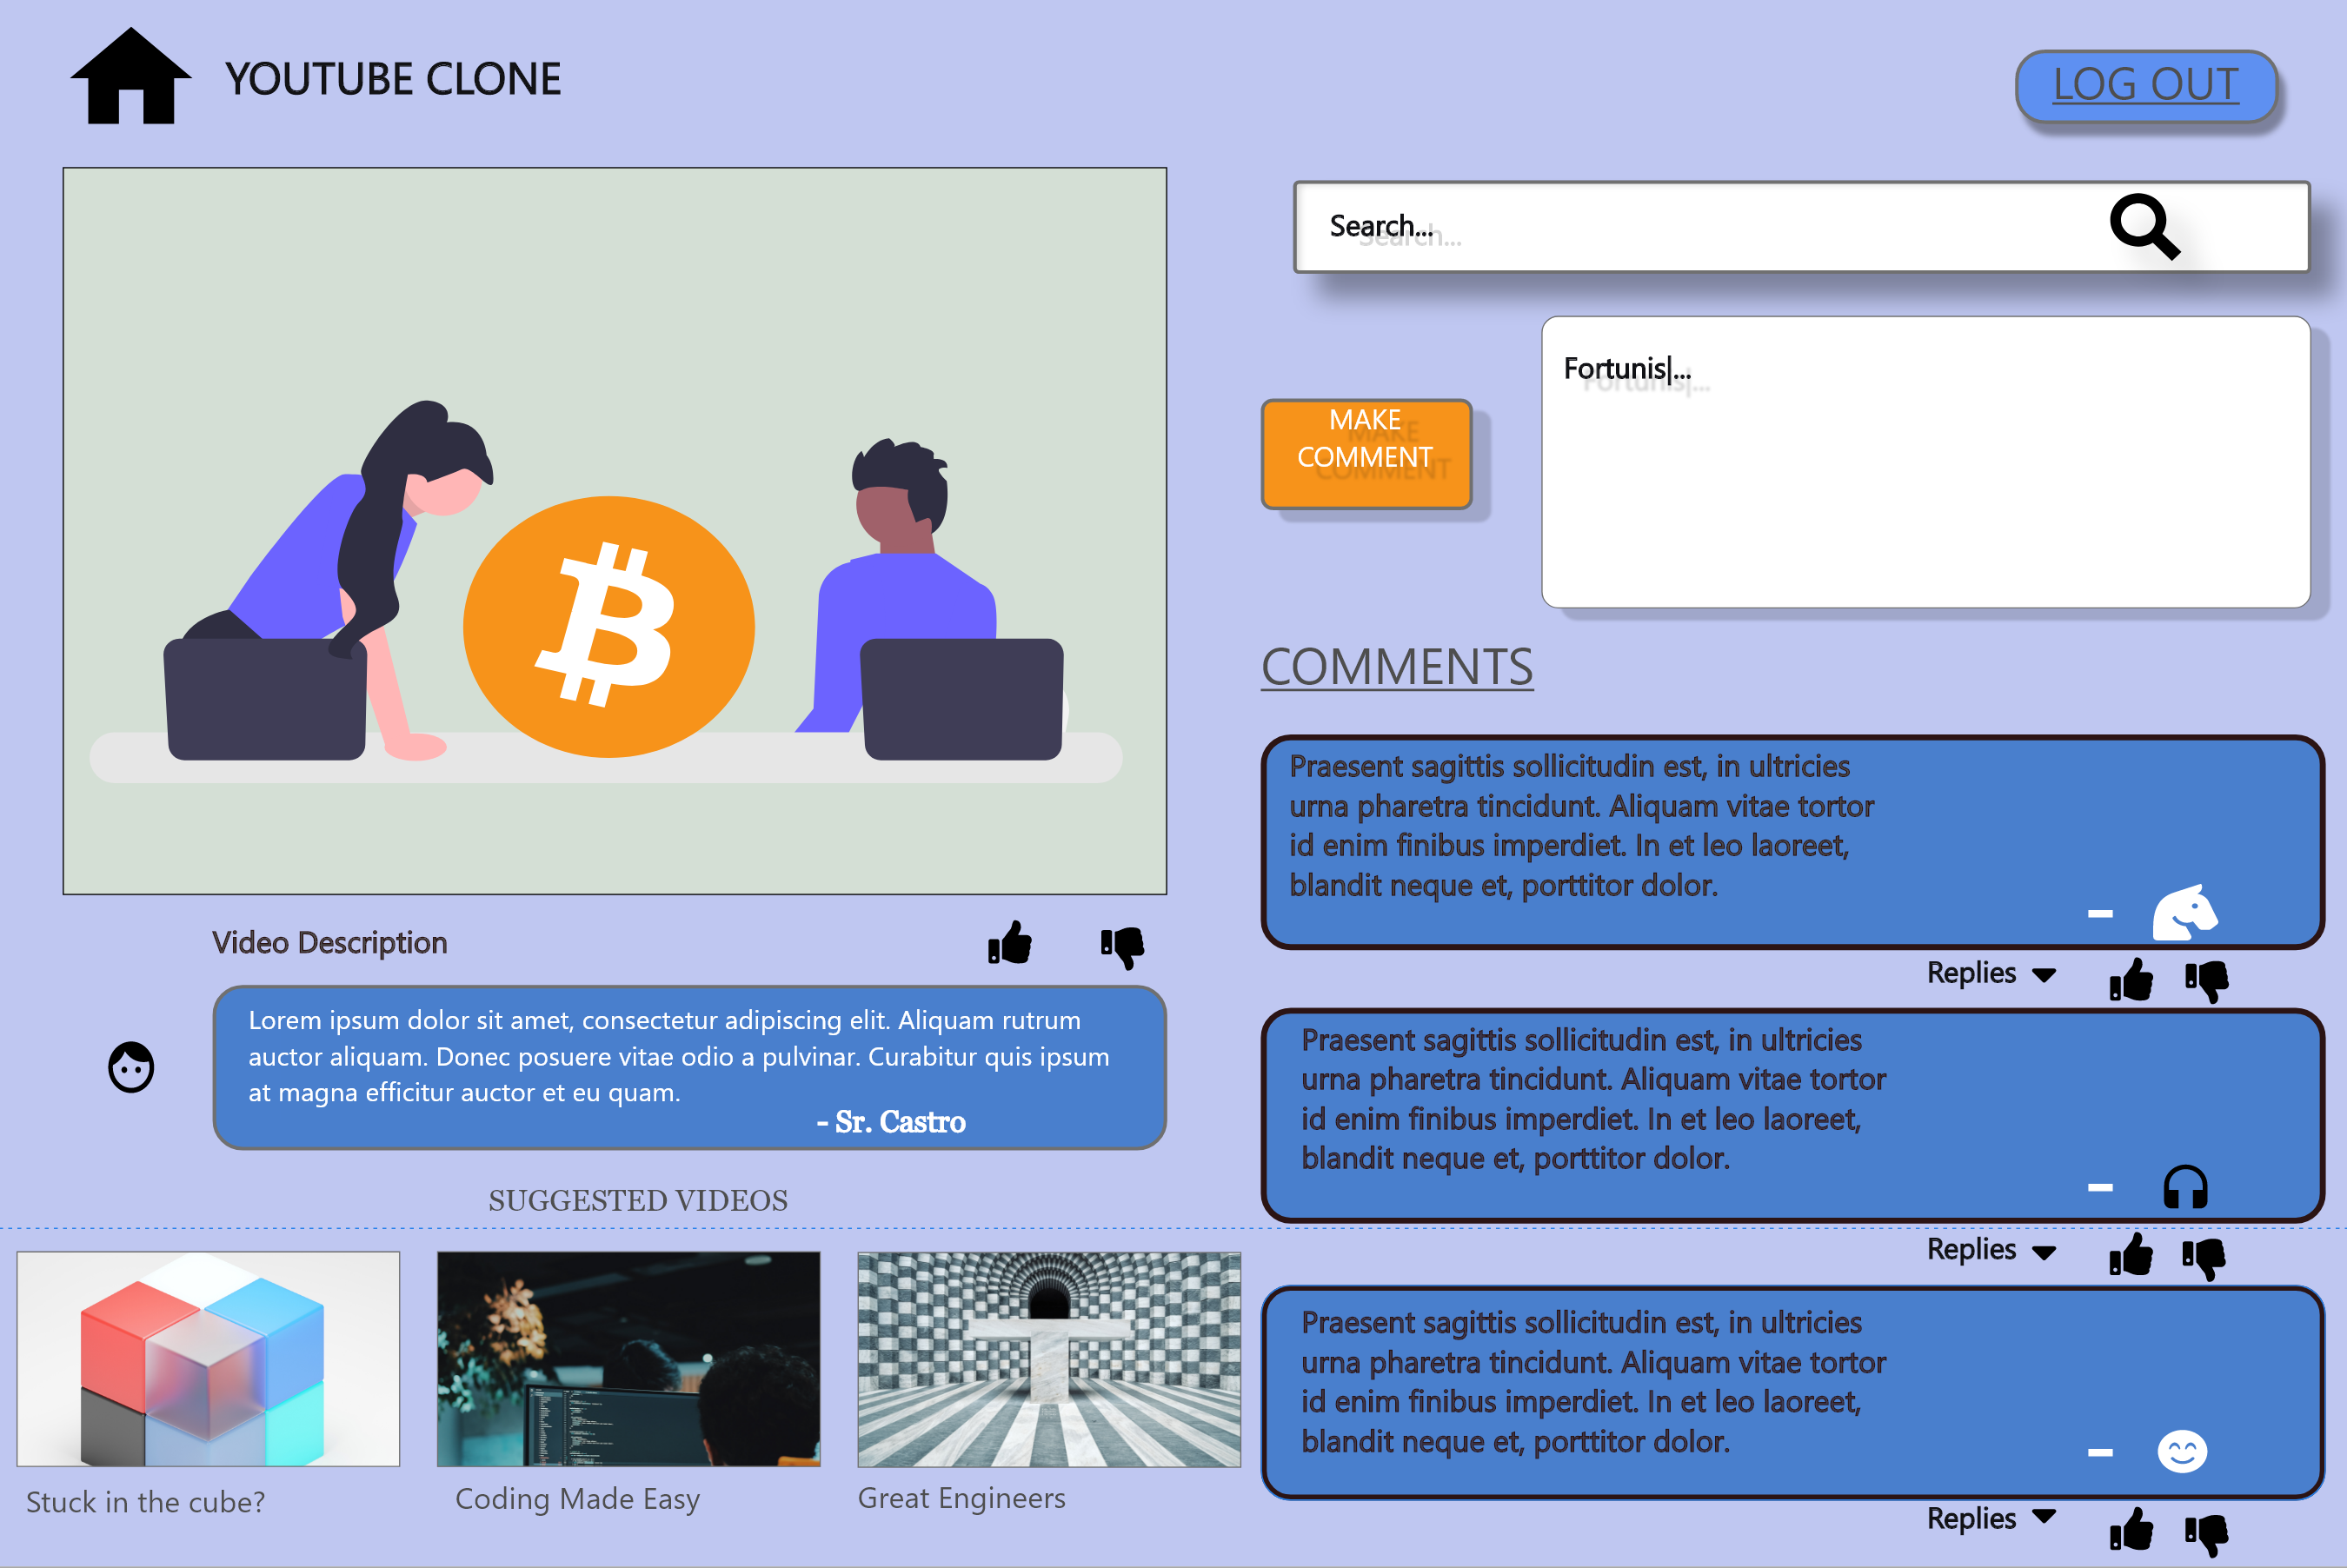 YOUTUBE CLONE
LOG OUT
Search...
Fortunis|...
MAKE
COMMENT
COMMENTS
Praesent sagittis sollicitudin est, in ultricies
urna pharetra tincidunt. Aliquam vitae tortor
id enim finibus imperdiet. In et leo laoreet,
blandit neque et, porttitor dolor.
-
Replies
Praesent sagittis sollicitudin est, in ultricies
urna pharetra tincidunt. Aliquam vitae tortor
id enim finibus imperdiet. In et leo laoreet,
blandit neque et, porttitor dolor.
-
Replies
Praesent sagittis sollicitudin est, in ultricies
urna pharetra tincidunt. Aliquam vitae tortor
id enim finibus imperdiet. In et leo laoreet,
blandit neque et, porttitor dolor.
-
Replies
Video Description
Lorem ipsum dolor sit amet, consectetur adipiscing elit. Aliquam rutrum
auctor aliquam. Donec posuere vitae odio a pulvinar. Curabitur quis ipsum
at magna efficitur auctor et eu quam.
- Sr. Castro
SUGGESTED VIDEOS
Stuck in the cube?
Coding Made Easy
Great Engineers